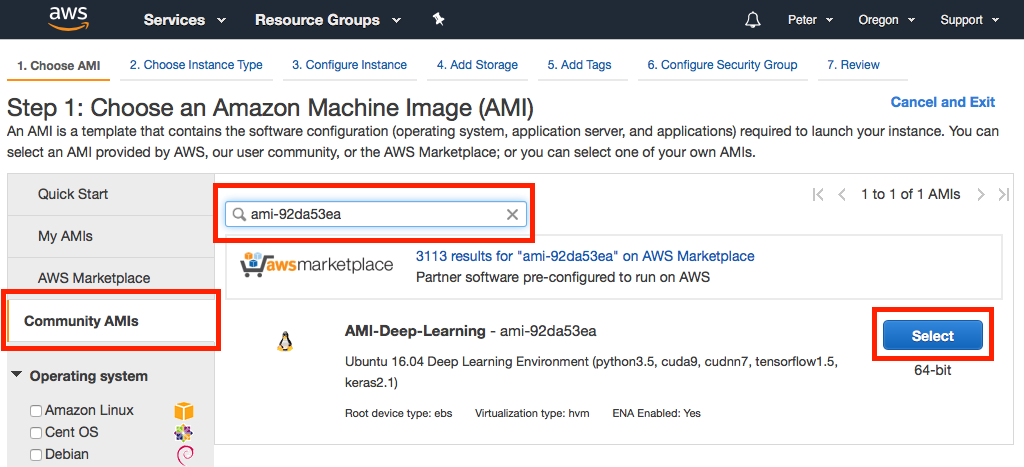 aws
Services
Resource Groups
Peter
Oregon
Support
1. Choose AMI
2. Choose Instance Type
3. Configure Instance
4. Add Storage
5. Add Tags
6. Configure Security Group
7. Review
Step 1: Choose an Amazon Machine Image (AMI)
Cancel and Exit
An AMI is a template that contains the software configuration (operating system, application server, and applications) required to launch your instance. You can
select an AMI provided by AWS, our user community, or the AWS Marketplace; or you can select one of your own AMIs.
Quick Start
My AMIs
AWS Marketplace
Community AMIs
Operating system
Amazon Linux
Cent OS
Debian
ami-92da53ea
1 to 1 of 1 AMIs
awsmarketplace
3113 results for "ami-92da53ea" on AWS Marketplace
Partner software pre-configured to run on AWS
AMI-Deep-Learning - ami-92da53ea
Ubuntu 16.04 Deep Learning Environment (python3.5, cuda9, cudnn7, tensorflow1.5,
keras2.1)
Root device type: ebs
Virtualization type: hvm
ENA Enabled: Yes
Select
64-bit